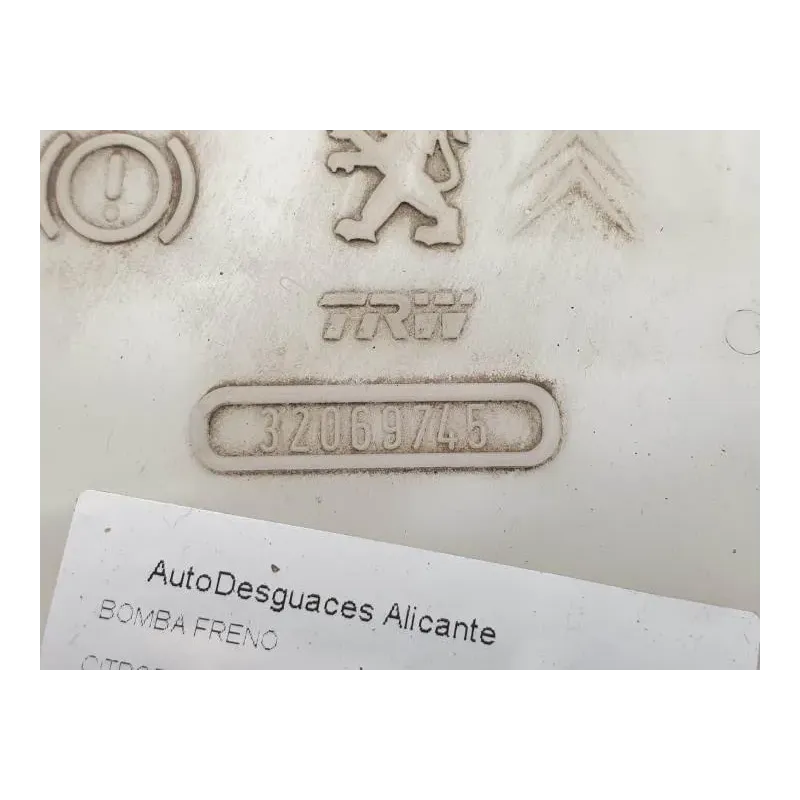 TRW
32069745
AutoDesguaces Alicante
BOMBA FRENO